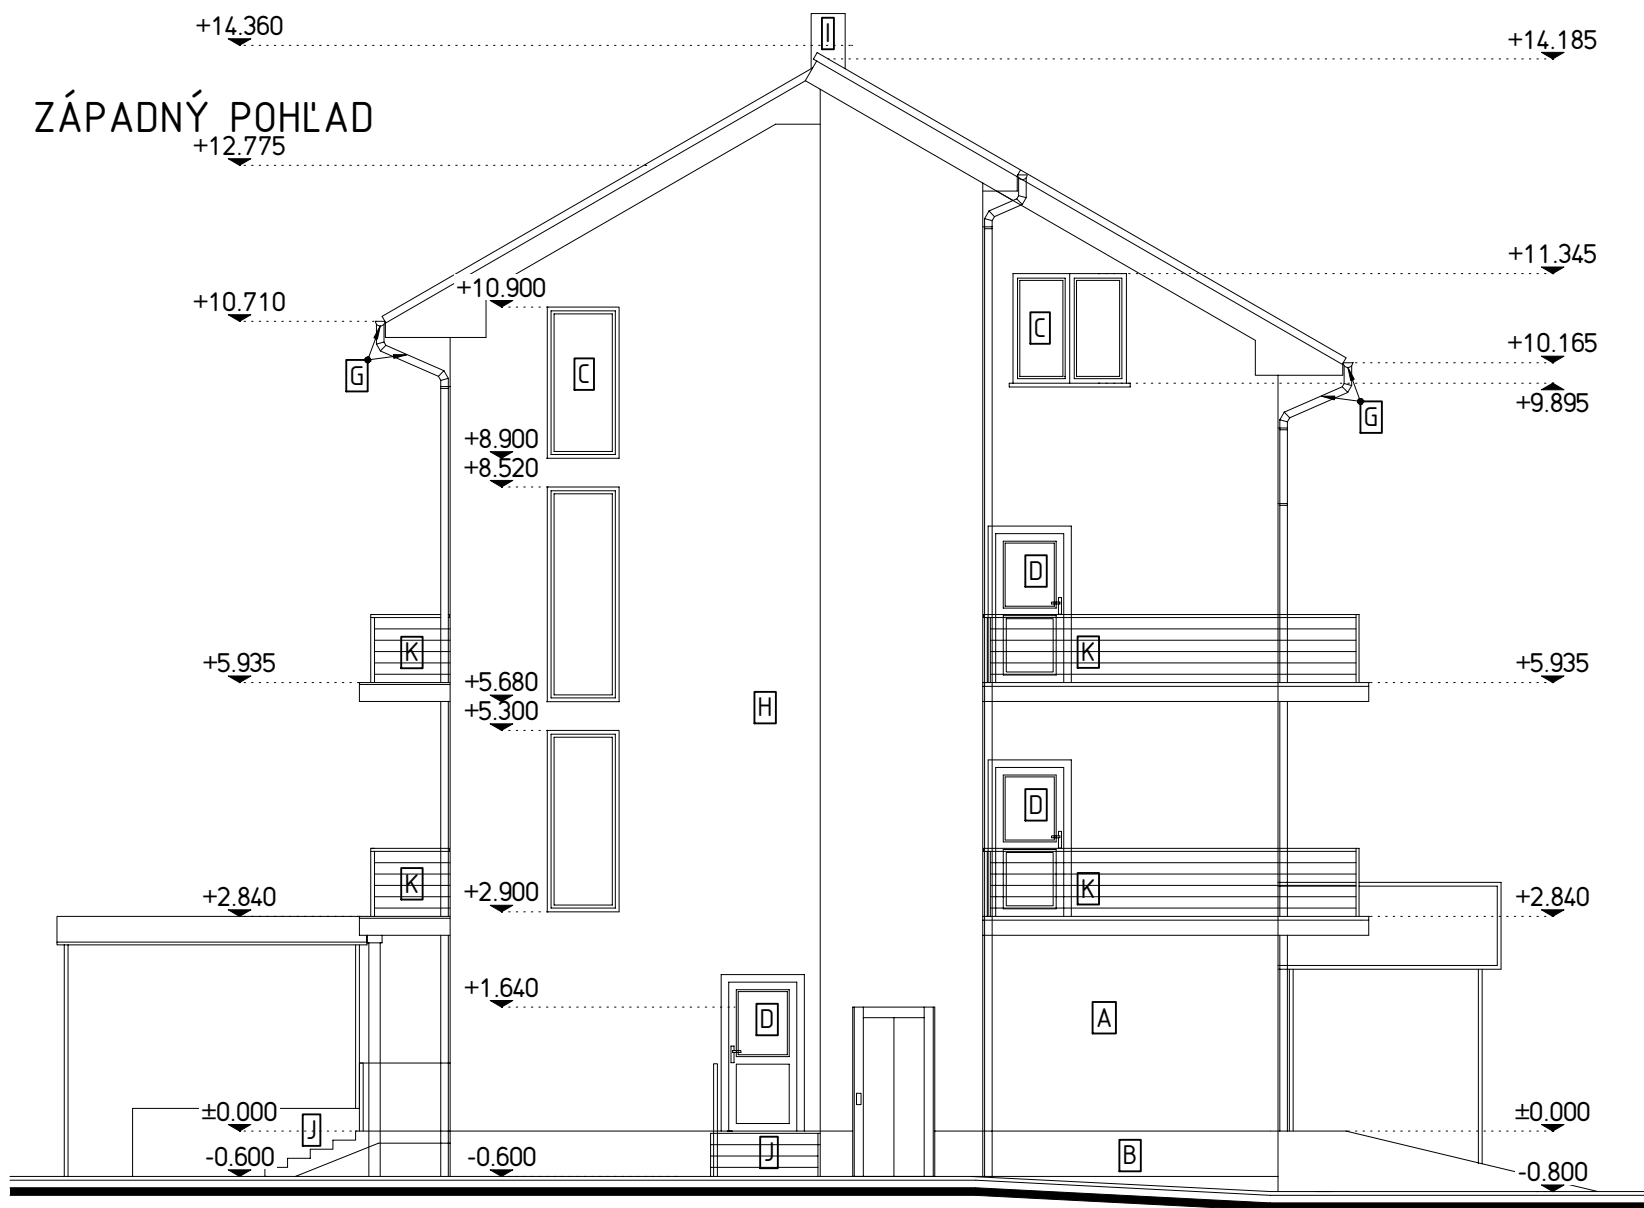 +14.360
I
+14.185
ZÁPADNÝ POHĽAD
+12.775
+11.345
+10.710
+10.900
C
C
+10.165
G
+9.895
G
+8.900
+8.520
D
K
K
+5.935
+5.935
+5.680
+5.300
H
D
K
K
+2.840
+2.900
+2.840
+1.640
D
A
±0.000
J
±0.000
-0.600
-0.600
J
B
-0.800